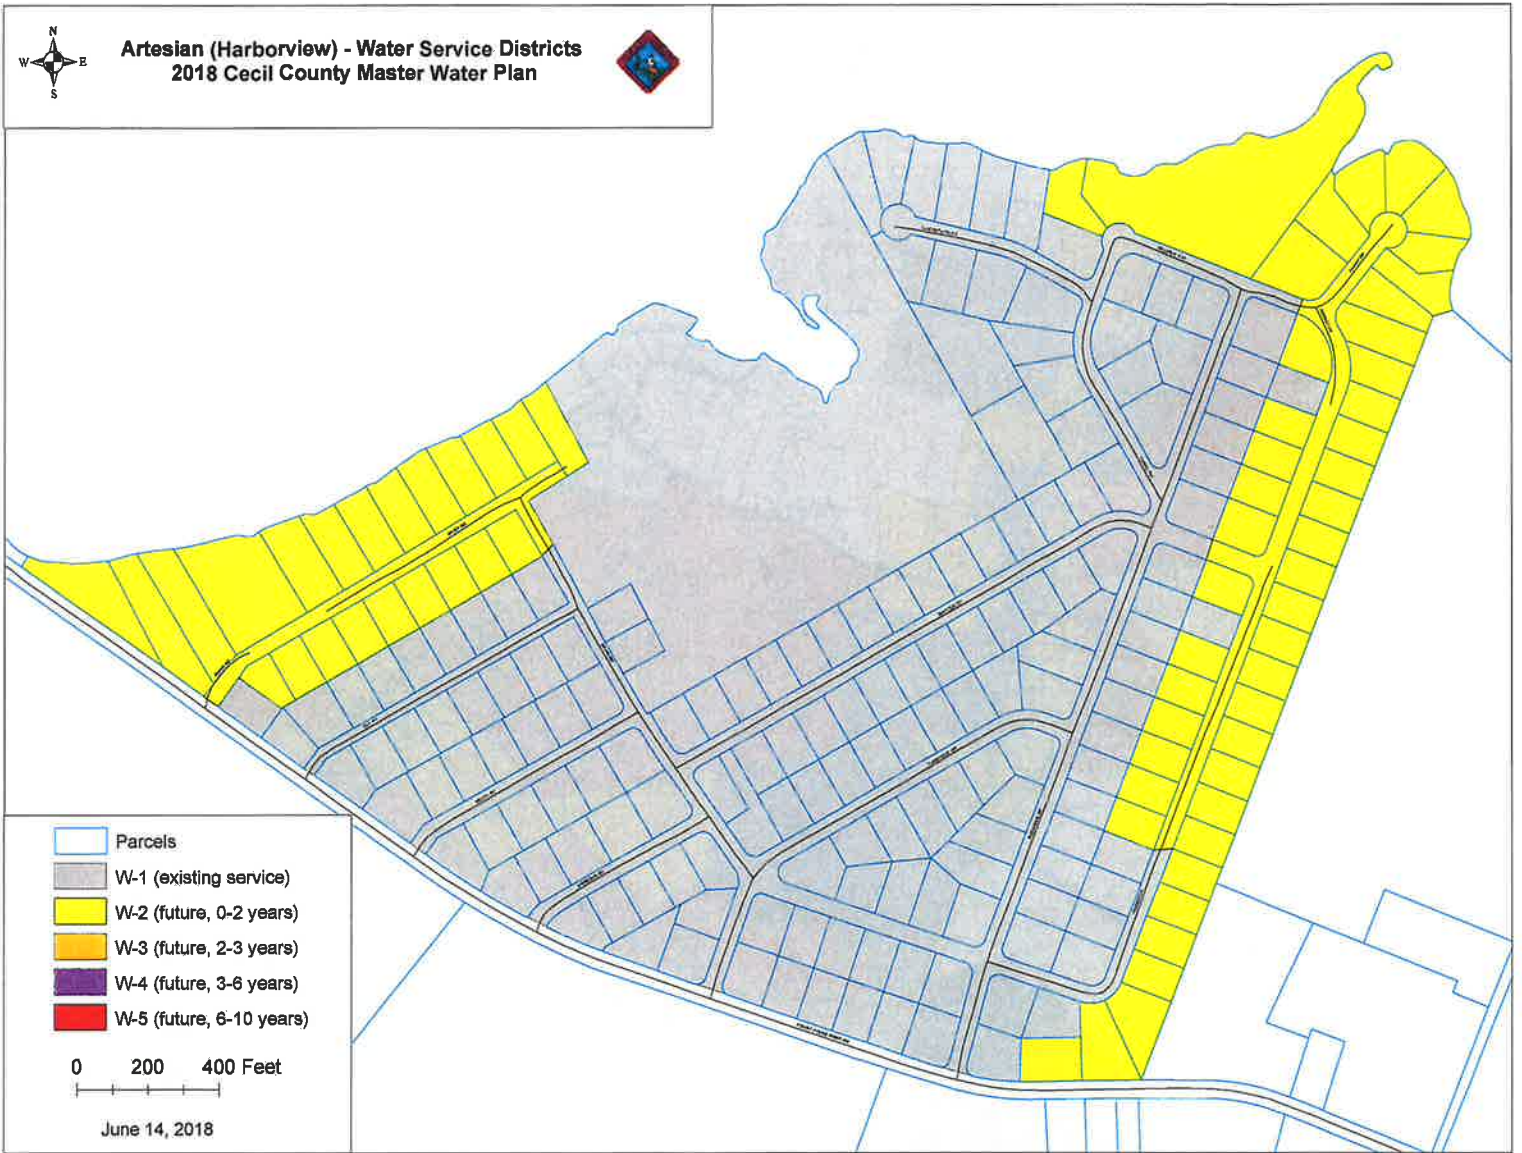 N
W E
S
Artesian (Harborview) - Water Service Districts
2018 Cecil County Master Water Plan
Parcels
W-1 (existing service)
W-2 (future, 0-2 years)
W-3 (future, 2-3 years)
W-4 (future, 3-6 years)
W-5 (future, 6-10 years)
0 200 400 Feet
June 14, 2018